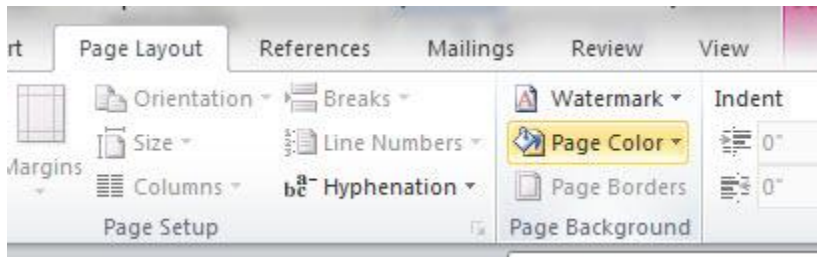 rt Page Layout References Mailings Review View
Orientation Breaks Watermark Indent
Size Line Numbers Page Color 0"
Margins Columns bc a- Hyphenation Page Borders 0"
Page Setup Page Background